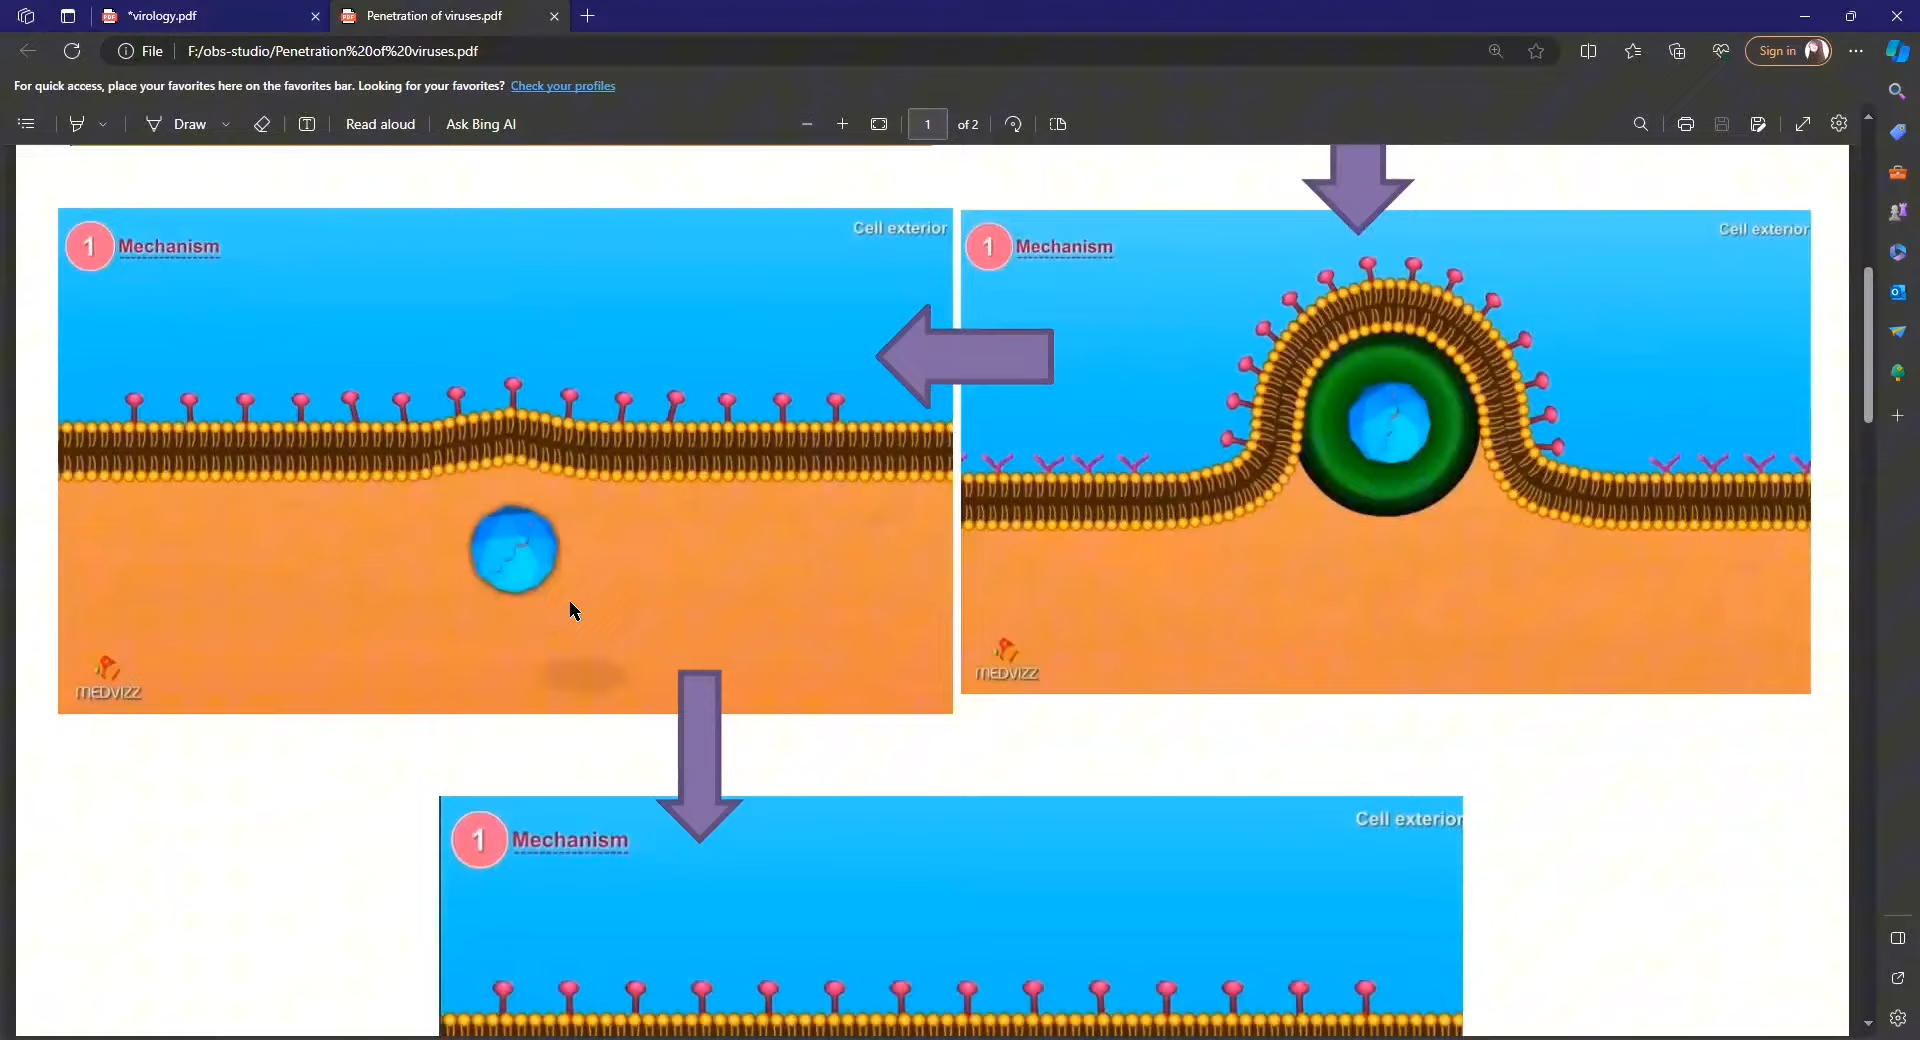 *virology.pdf
Penetration of viruses.pdf
File
F:/obs-studio/Penetration%20of%20viruses.pdf
Sign in
For quick access, place your favorites here on the favorites bar. Looking for your favorites? Check your profiles
Draw
Read aloud
Ask Bing AI
1 of 2
1 Mechanism
Cell exterior
MEDVIZZ
1 Mechanism
Cell exterior
MEDVIZZ
1 Mechanism
Cell exterior